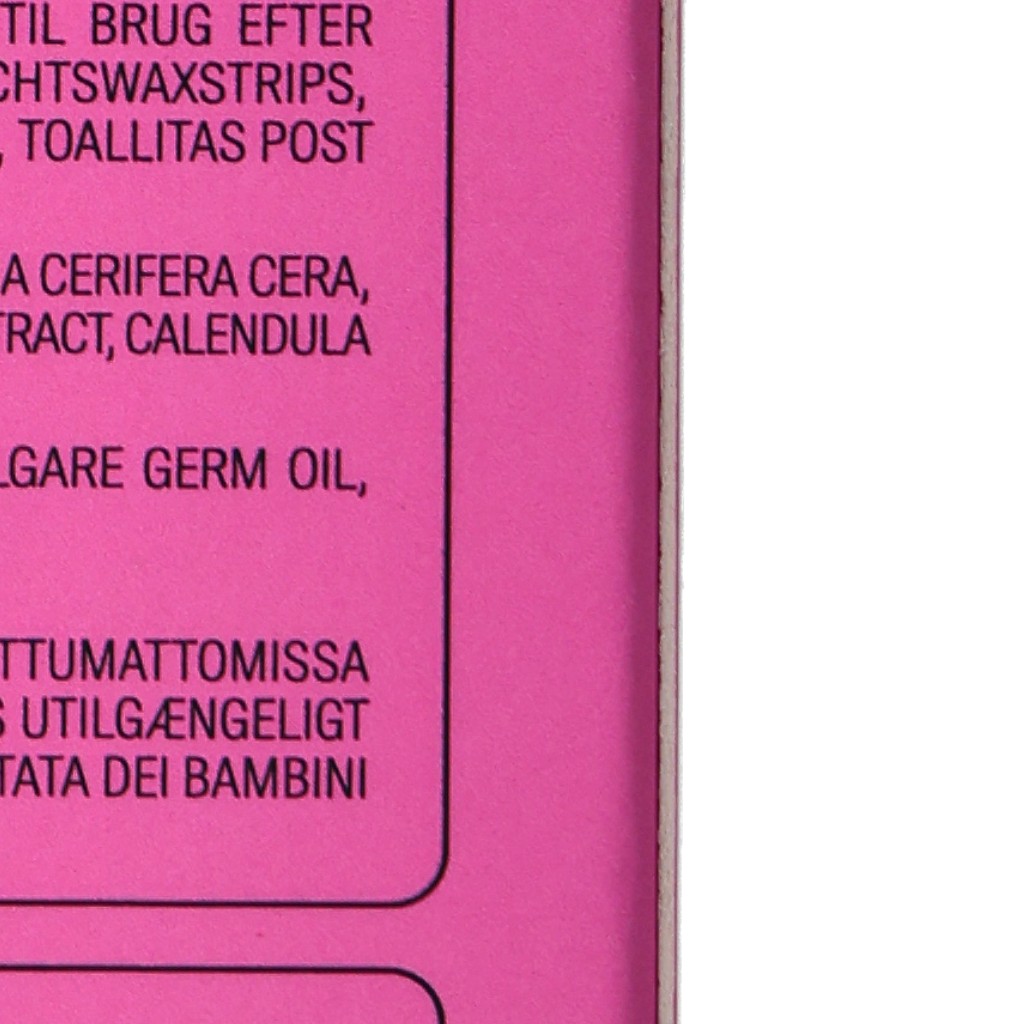 TIL BRUG EFTER
CHTSWAXSTRIPS,
, TOALLITAS POST
A CERIFERA CERA,
TRACT, CALENDULA
LGARE GERM OIL,
TTUMATTOMISSA
S UTILGÆNGELIGT
TATA DEI BAMBINI